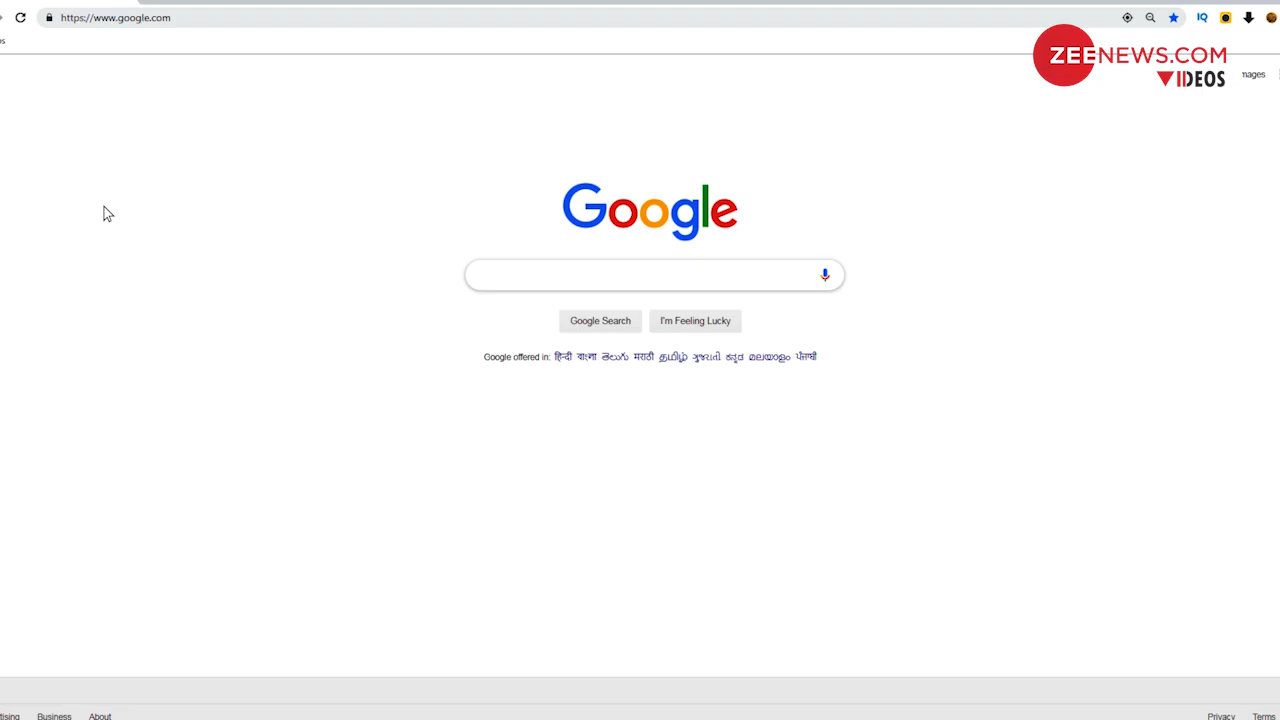 https://www.google.com
IQ
ZEENEWS.COM
VIDEOS
Google
Google Search
I'm Feeling Lucky
Google offered in: हिन्दी বাংলা తెలుగు मराठी தமிழ் ગુજરાતી ಕನ್ನಡ മലയാളം ਪੰਜਾਬੀ
Business About
Privacy Terms